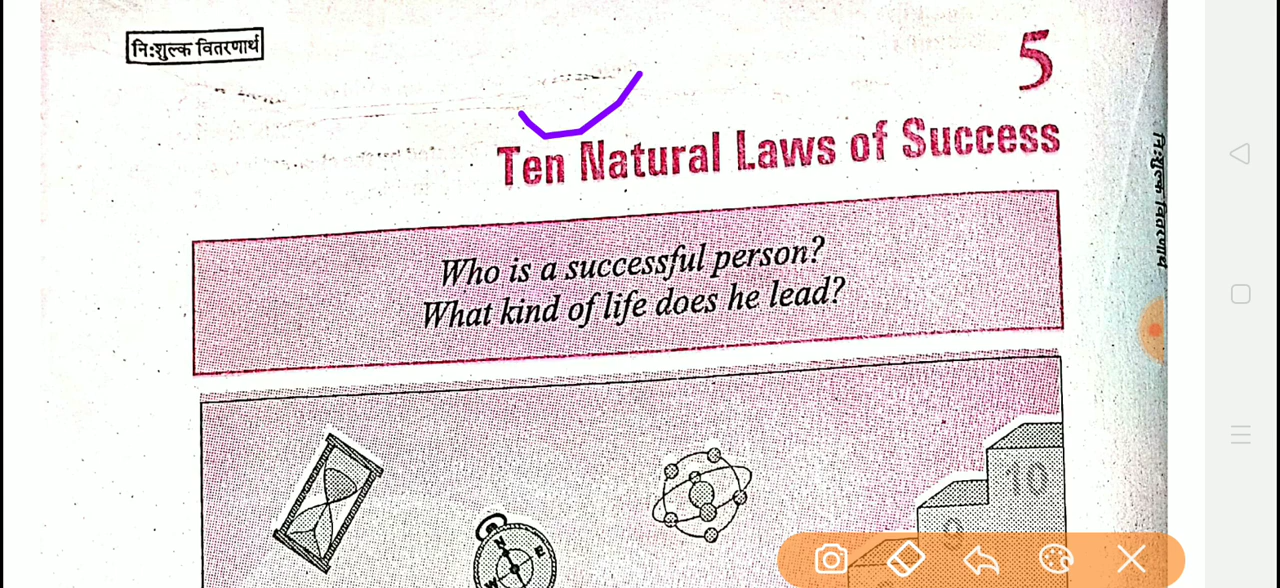 नि:शुल्क वितरणार्थ
5
Ten Natural Laws of Success
Who is a successful person?
What kind of life does he lead?
नि:शुल्क वितरणार्थ
N
E
W
10
9